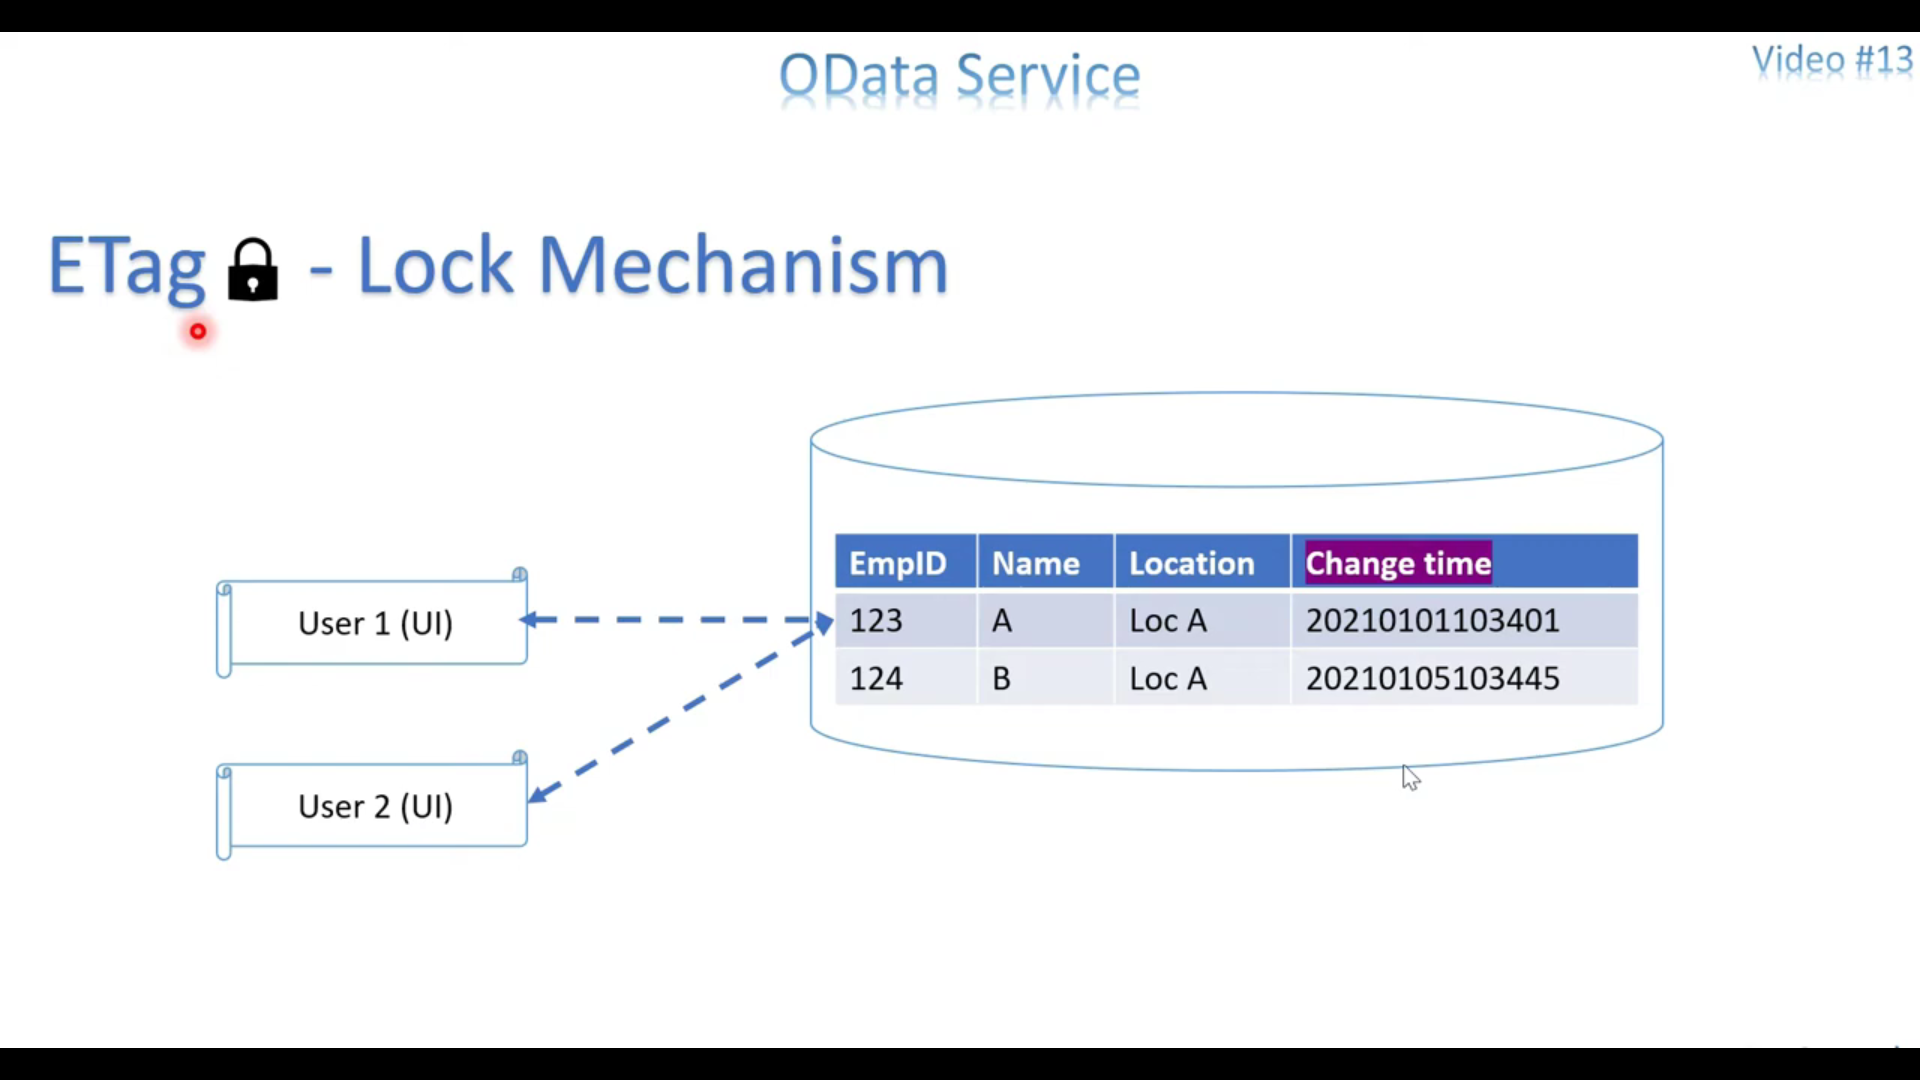 OData Service
Video #13
ETag - Lock Mechanism
EmpID Name Location Change time
123 A Loc A 20210101103401
124 B Loc A 20210105103445
User 1 (UI)
User 2 (UI)